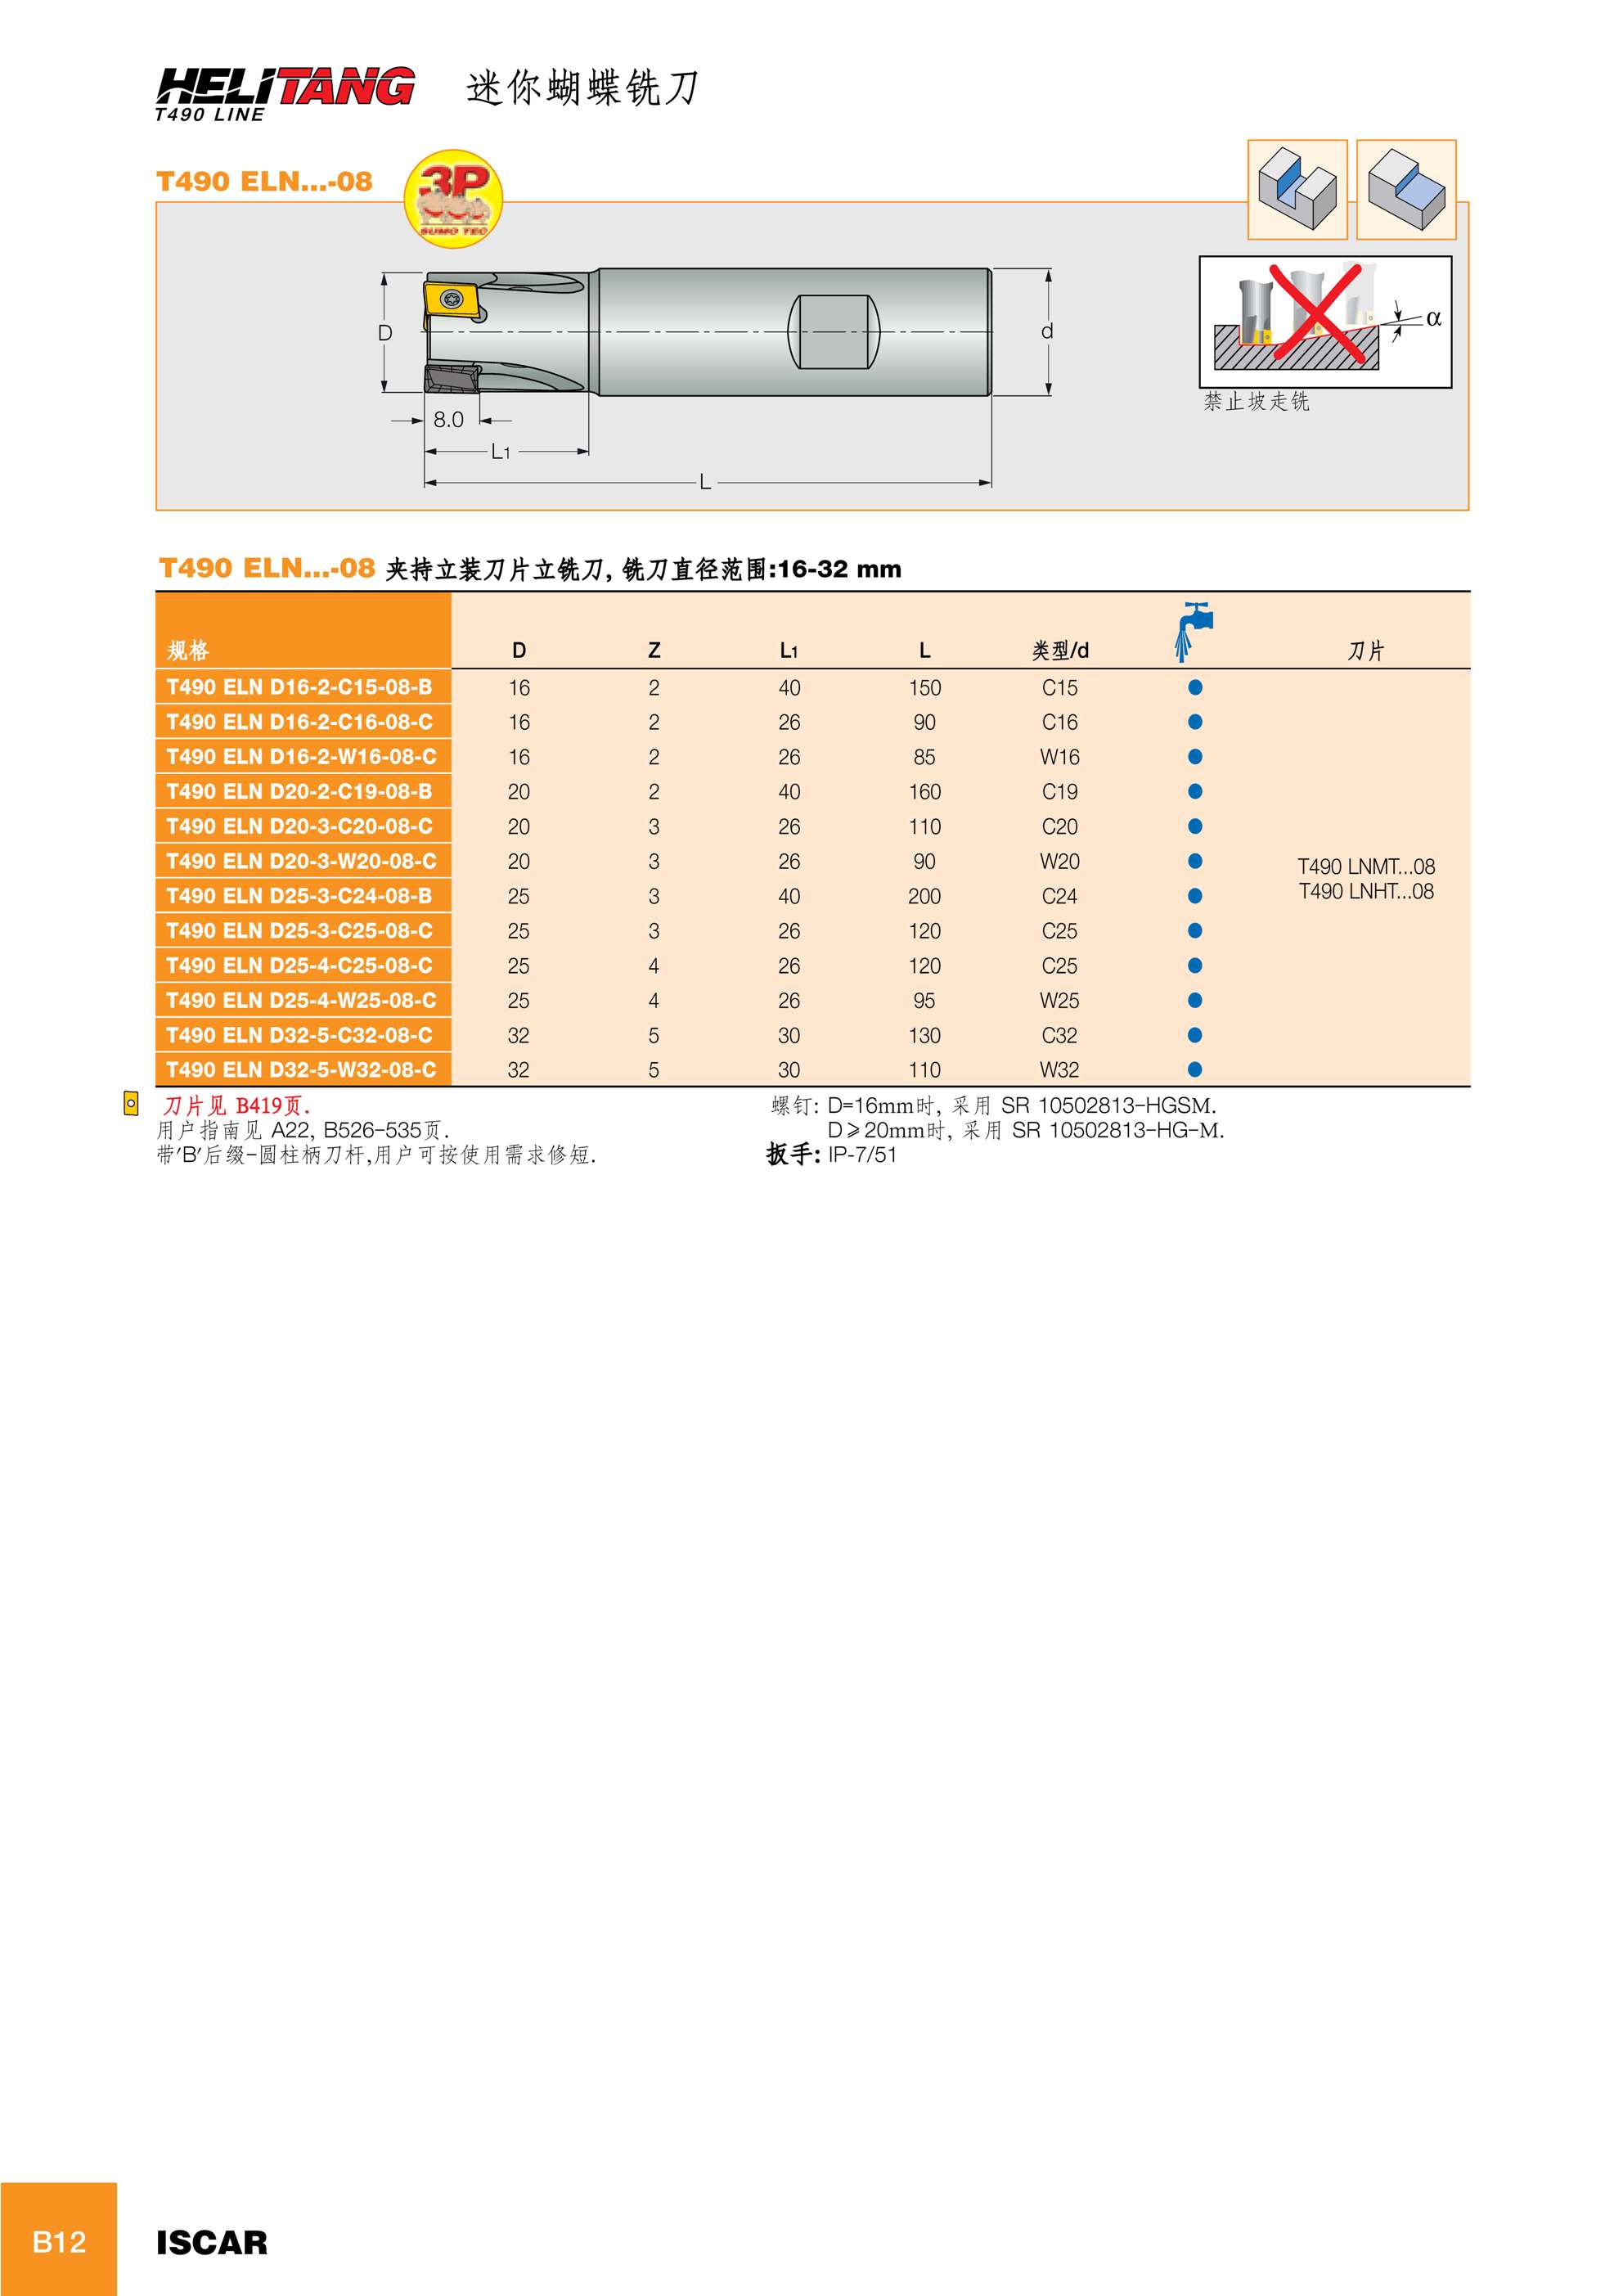 HELITANG 迷你蝴蝶铣刀
T490 LINE
T490 ELN...-08
3P
SUMO TEC
D
d
8.0
L1
L
α
禁止坡走铣
T490 ELN...-08 夹持立装刀片立铣刀, 铣刀直径范围:16-32 mm
规格 D Z L1 L 类型/d 刀片
T490 ELN D16-2-C15-08-B 16 2 40 150 C15
T490 ELN D16-2-C16-08-C 16 2 26 90 C16
T490 ELN D16-2-W16-08-C 16 2 26 85 W16
T490 ELN D20-2-C19-08-B 20 2 40 160 C19
T490 ELN D20-3-C20-08-C 20 3 26 110 C20
T490 ELN D20-3-W20-08-C 20 3 26 90 W20
T490 ELN D25-3-C24-08-B 25 3 40 200 C24
T490 ELN D25-3-C25-08-C 25 3 26 120 C25
T490 ELN D25-4-C25-08-C 25 4 26 120 C25
T490 ELN D25-4-W25-08-C 25 4 26 95 W25
T490 ELN D32-5-C32-08-C 32 5 30 130 C32
T490 ELN D32-5-W32-08-C 32 5 30 110 W32
T490 LNMT...08
T490 LNHT...08
刀片见 B419页.
用户指南见 A22, B526-535页.
带'B'后缀-圆柱柄刀杆,用户可按使用需求修短.
螺钉: D=16mm时, 采用 SR 10502813-HGSM.
D≥20mm时, 采用 SR 10502813-HG-M.
扳手: IP-7/51
B12 ISCAR